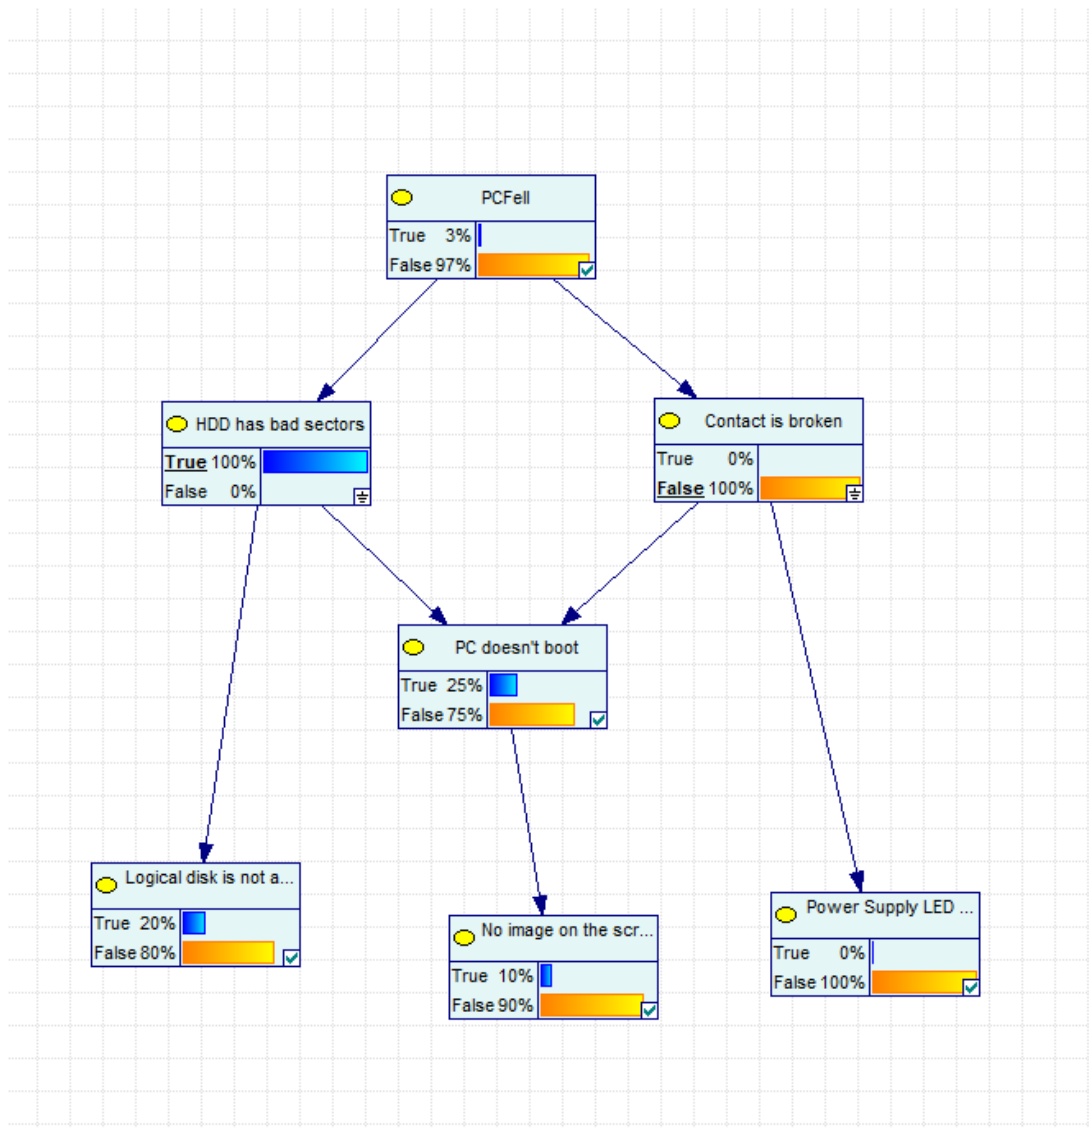 PCFell
True 3%
False 97%
HDD has bad sectors
True 100%
False 0%
Contact is broken
True 0%
False 100%
PC doesn't boot
True 25%
False 75%
Logical disk is not a...
True 20%
False 80%
No image on the scr...
True 10%
False 90%
Power Supply LED ...
True 0%
False 100%